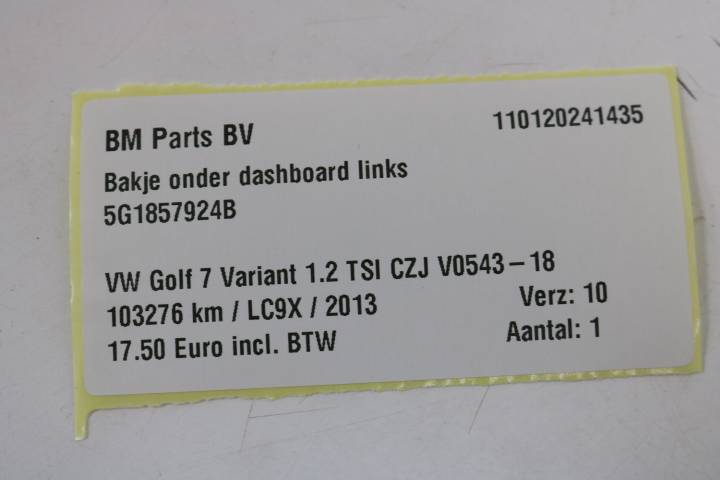 BM Parts BV 110120241435
Bakje onder dashboard links
5G1857924B
VW Golf 7 Variant 1.2 TSI CZJ V0543-18
103276 km / LC9X / 2013 Verz: 10
17.50 Euro incl. BTW Aantal: 1